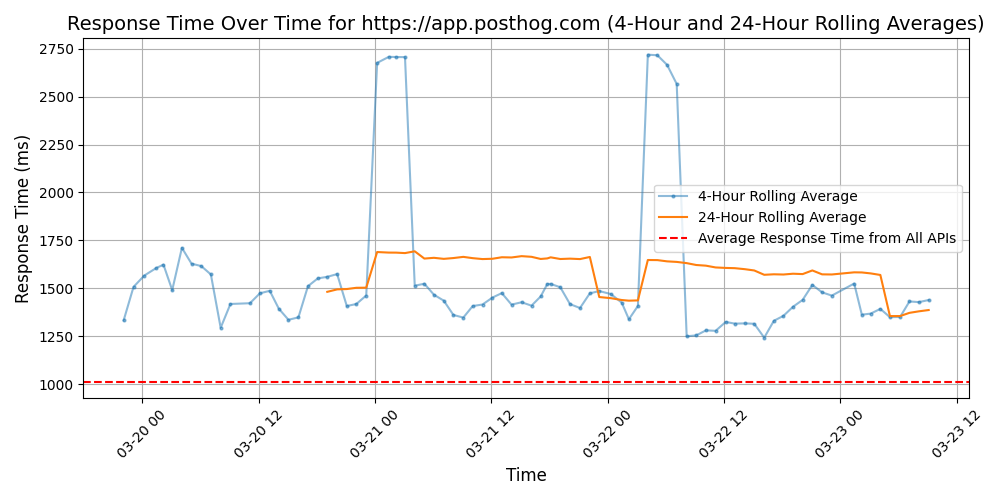 Response Time Over Time for https://app.posthog.com (4-Hour and 24-Hour Rolling Averages)
Response Time (ms)
2750
2500
2250
2000
1750
1500
1250
1000
4-Hour Rolling Average
24-Hour Rolling Average
Average Response Time from All APIs
03-20 00
03-20 12
03-21 00
03-21 12
03-22 00
03-22 12
03-23 00
03-23 12
Time